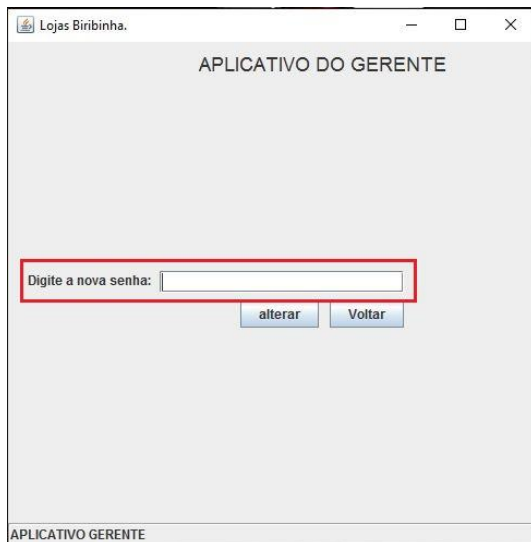 Lojas Biribinha.
APLICATIVO DO GERENTE
Digite a nova senha:
alterar Voltar
APLICATIVO GERENTE